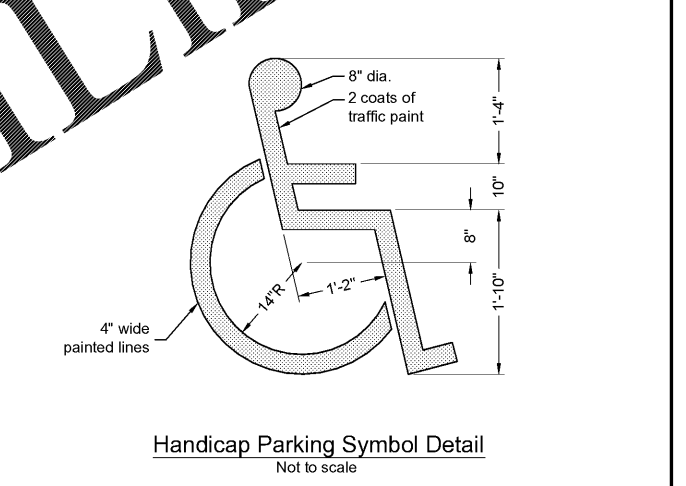 8" dia.
2 coats of
traffic paint
1'-4"
10"
8"
1'-10"
14"R
1'-2"
4" wide
painted lines
Handicap Parking Symbol Detail
Not to scale